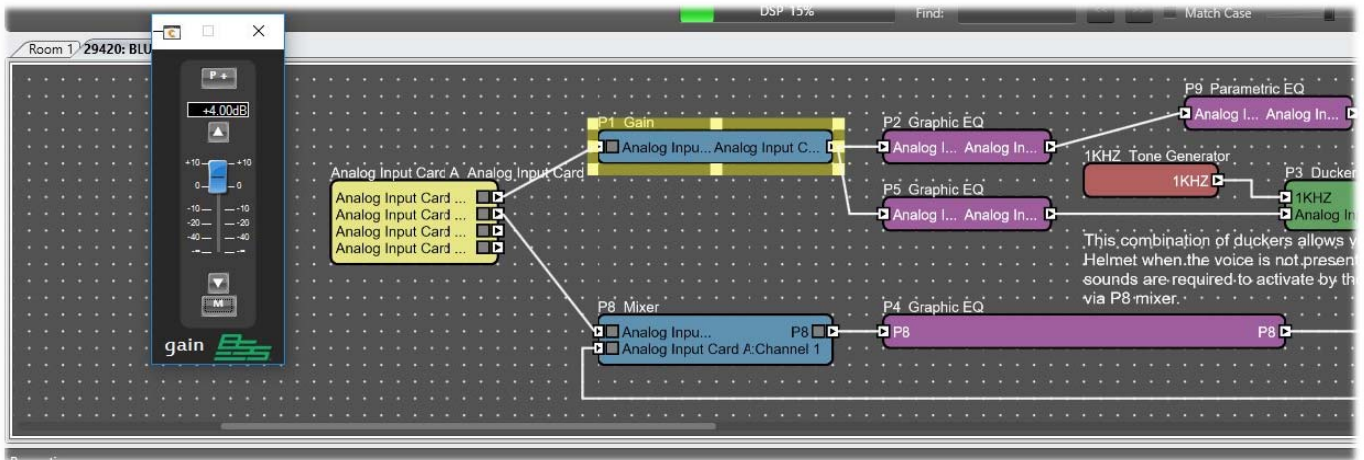 DSP 15%
Find:
<< >>
Match Case
Room 1
29420: BLU
P +
+4.00dB
+10 +10
0 0
-10 -10
-20 -20
-40 -40
-∞ -∞
M
gain BSS
Analog Input Card A Analog Input Card
Analog Input Card ...
Analog Input Card ...
Analog Input Card ...
Analog Input Card ...
P1 Gain
Analog Inpu... Analog Input C...
P2 Graphic EQ
Analog I... Analog In...
P9 Parametric EQ
Analog I... Analog In...
P5 Graphic EQ
Analog I... Analog In...
1KHZ Tone Generator
1KHZ
P3 Ducker
1KHZ
Analog In
This combination of duckers allows
Helmet when the voice is not present
sounds are required to activate by th
via P8 mixer.
P8 Mixer
Analog Inpu... P8
Analog Input Card A:Channel 1
P4 Graphic EQ
P8 P8